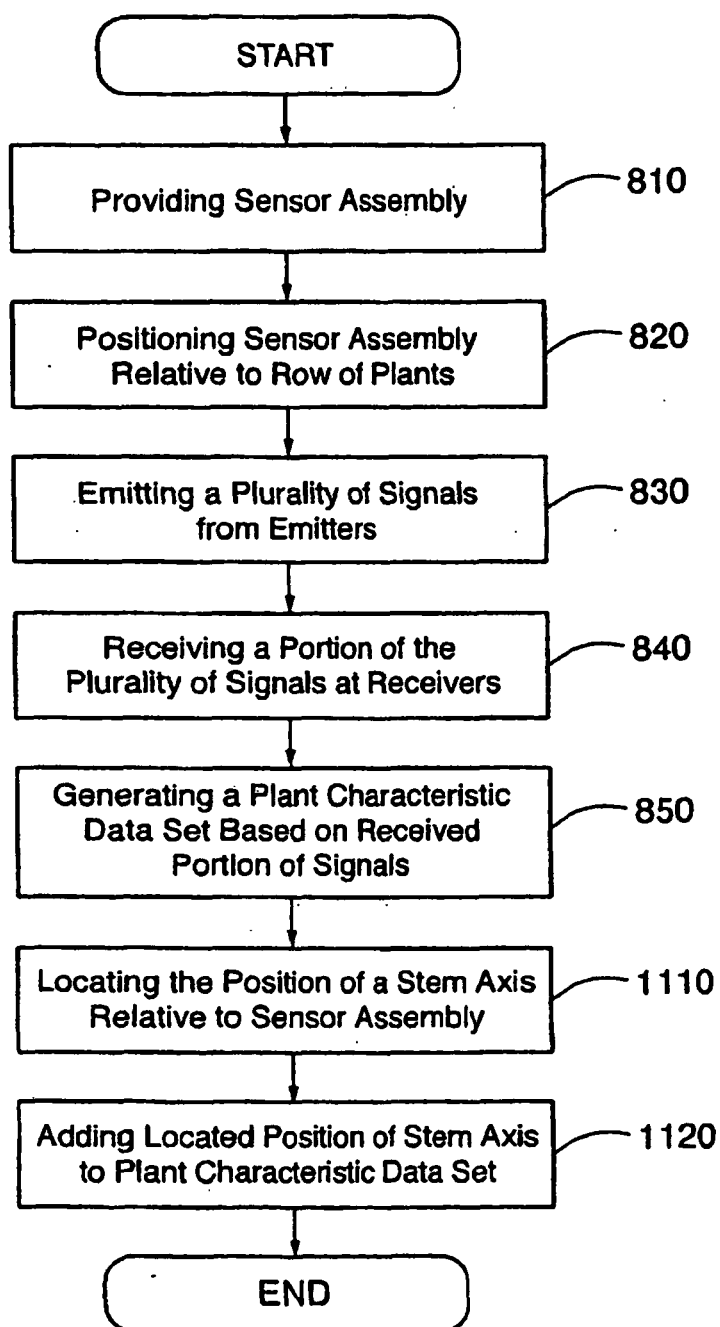 START
Providing Sensor Assembly
810
Positioning Sensor Assembly
Relative to Row of Plants
820
Emitting a Plurality of Signals
from Emitters
830
Receiving a Portion of the
Plurality of Signals at Receivers
840
Generating a Plant Characteristic
Data Set Based on Received
Portion of Signals
850
Locating the Position of a Stem Axis
Relative to Sensor Assembly
1110
Adding Located Position of Stem Axis
to Plant Characteristic Data Set
1120
END